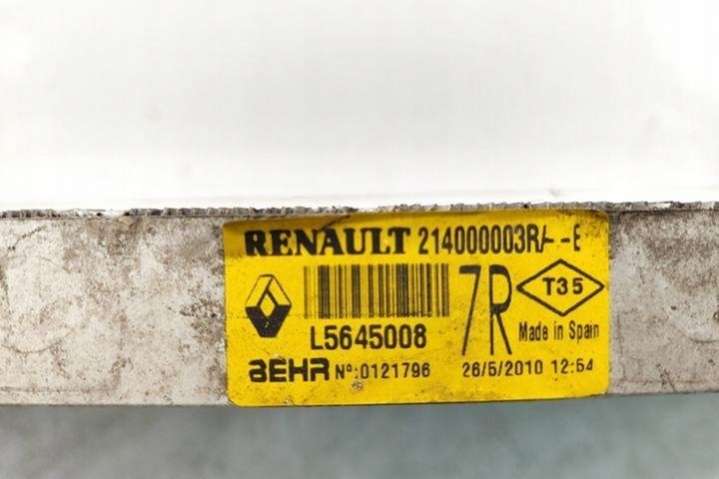 RENAULT 214000003R/--E
L5645008
7R
T35
Made in Spain
BEHR Nº:0121796
26/5/2010 12:54